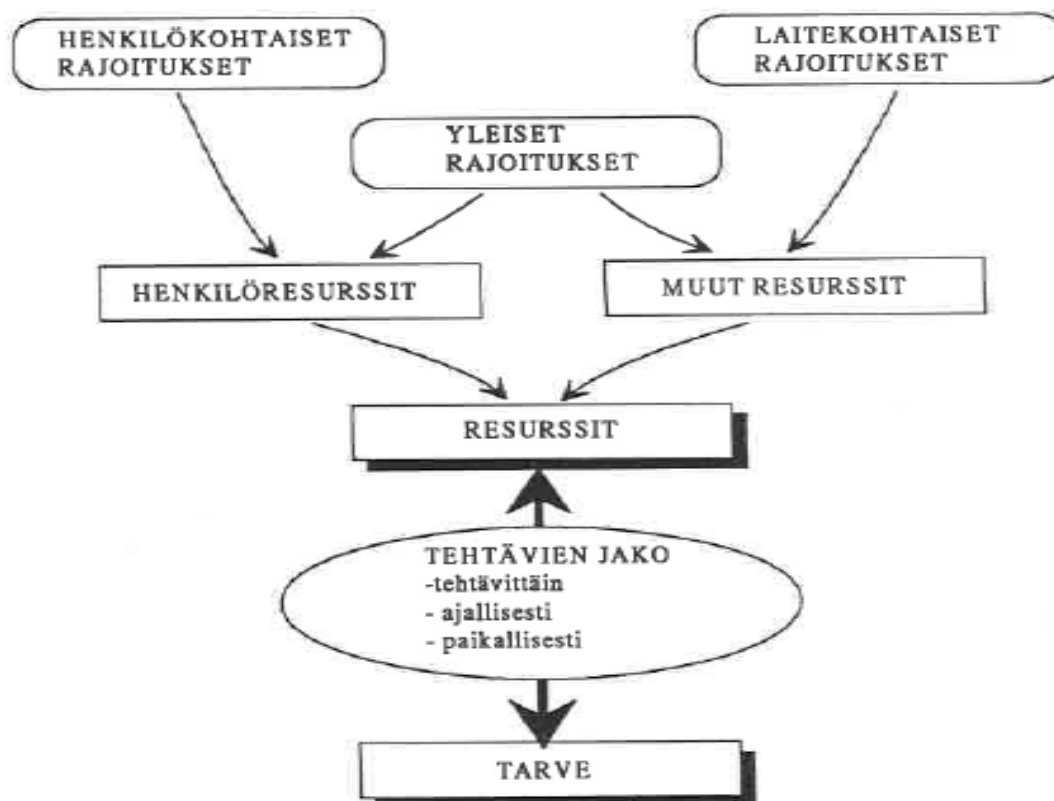 HENKILÖKOHTAISET
RAJOITUKSET
LAITEKOHTAISET
RAJOITUKSET
YLEISET
RAJOITUKSET
HENKILÖRESURSSIT
MUUT RESURSSIT
RESURSSIT
TEHTÄVIEN JAKO
-tehtävittäin
- ajallisesti
- paikallisesti
TARVE